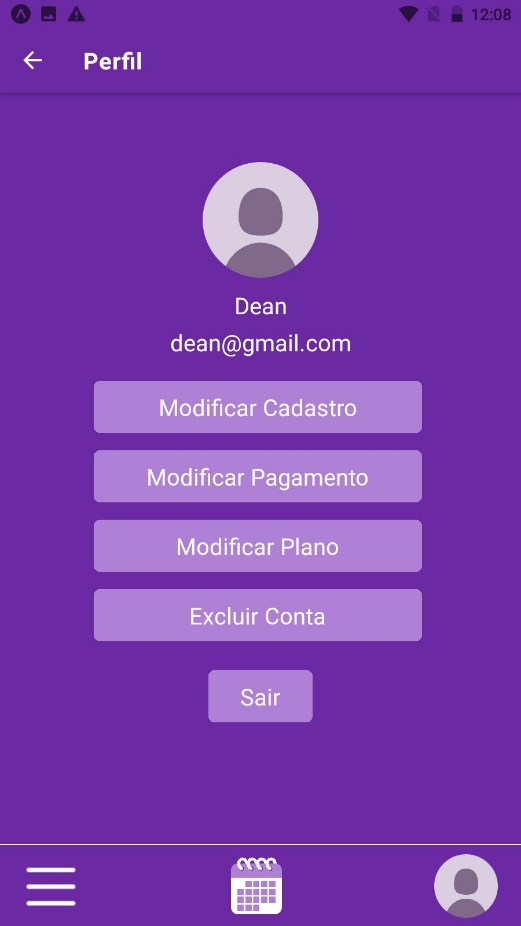 12:08
Perfil
Dean
dean@gmail.com
Modificar Cadastro
Modificar Pagamento
Modificar Plano
Excluir Conta
Sair